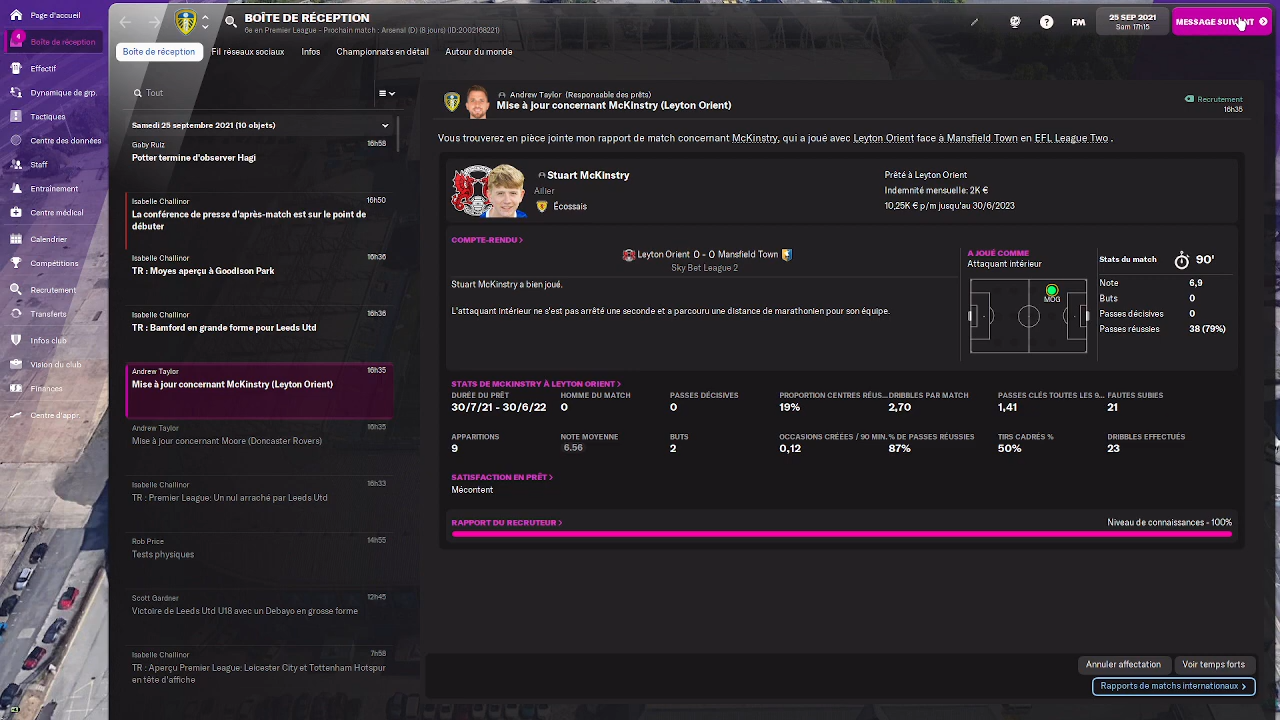 Page d'accueil
4
Boîte de réception
Effectif
Dynamique de grp.
Tactiques
Centre des données
Staff
Entraînement
Centre médical
Calendrier
Compétitions
Recrutement
Transferts
Infos club
Vision du club
Finances
Centre d'appr.
BOÎTE DE RÉCEPTION
6e en Premier League - Prochain match : Arsenal (D) (8 jours) (ID:2002168221)
FM
25 SEP 2021
Sam 17h15
MESSAGE SUIVANT
Boîte de réception
Fil réseaux sociaux
Infos
Championnats en détail
Autour du monde
Tout
Samedi 25 septembre 2021 (10 objets)
Gaby Ruiz 16h58
Potter termine d'observer Hagi
Isabelle Challinor 16h50
La conférence de presse d'après-match est sur le point de
débuter
Isabelle Challinor 16h36
TR : Moyes aperçu à Goodison Park
Isabelle Challinor 16h36
TR : Bamford en grande forme pour Leeds Utd
Andrew Taylor 16h35
Mise à jour concernant McKinstry (Leyton Orient)
Andrew Taylor 16h35
Mise à jour concernant Moore (Doncaster Rovers)
Isabelle Challinor 16h33
TR : Premier League: Un nul arraché par Leeds Utd
Rob Price 14h55
Tests physiques
Scott Gardner 12h45
Victoire de Leeds Utd U18 avec un Debayo en grosse forme
Isabelle Challinor 7h58
TR : Aperçu Premier League: Leicester City et Tottenham Hotspur
en tête d'affiche
Andrew Taylor (Responsable des prêts)
Mise à jour concernant McKinstry (Leyton Orient)
Recrutement
16h35
Vous trouverez en pièce jointe mon rapport de match concernant McKinstry, qui a joué avec Leyton Orient face à Mansfield Town en EFL League Two .
Stuart McKinstry
Ailier
Écossais
Prêté à Leyton Orient
Indemnité mensuelle: 2K €
10,25K € p/m jusqu'au 30/6/2023
COMPTE-RENDU >
Leyton Orient 0 - 0 Mansfield Town
Sky Bet League 2
Stuart McKinstry a bien joué.
L'attaquant intérieur ne s'est pas arrêté une seconde et a parcouru une distance de marathonien pour son équipe.
A JOUÉ COMME
Attaquant intérieur
MOG
Stats du match 90'
Note 6,9
Buts 0
Passes décisives 0
Passes réussies 38 (79%)
STATS DE MCKINSTRY À LEYTON ORIENT >
DURÉE DU PRÊT HOMME DU MATCH PASSES DÉCISIVES PROPORTION CENTRES RÉUS... DRIBBLES PAR MATCH PASSES CLÉS TOUTES LES 9... FAUTES SUBIES
30/7/21 - 30/6/22 0 0 19% 2,70 1,41 21
APPARITIONS NOTE MOYENNE BUTS OCCASIONS CRÉÉES / 90 MIN. % DE PASSES RÉUSSIES TIRS CADRÉS % DRIBBLES EFFECTUÉS
9 6.56 2 0,12 87% 50% 23
SATISFACTION EN PRÊT >
Mécontent
RAPPORT DU RECRUTEUR >
Niveau de connaissances - 100%
Annuler affectation
Voir temps forts
Rapports de matchs internationaux >